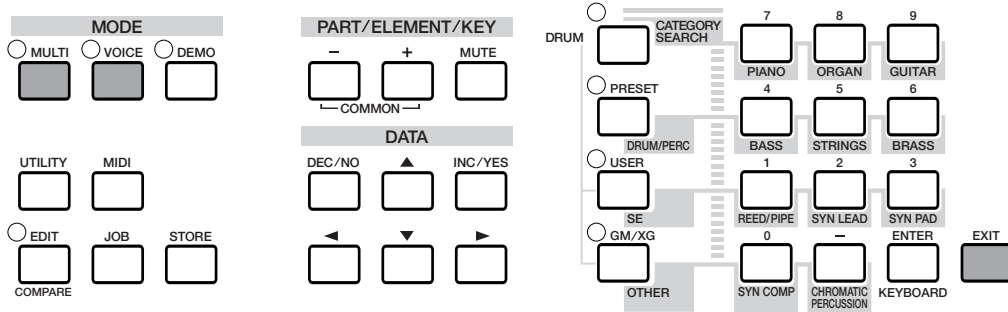 MODE
MULTI VOICE DEMO
UTILITY MIDI
EDIT JOB STORE
COMPARE
PART/ELEMENT/KEY
− + MUTE
COMMON
DATA
DEC/NO ▲ INC/YES
◄ ▼ ►
DRUM
CATEGORY
SEARCH
7 8 9
PIANO ORGAN GUITAR
PRESET 4 5 6
DRUM/PERC BASS STRINGS BRASS
USER 1 2 3
SE REED/PIPE SYN LEAD SYN PAD
GM/XG 0 − ENTER EXIT
OTHER SYN COMP CHROMATIC
PERCUSSION KEYBOARD